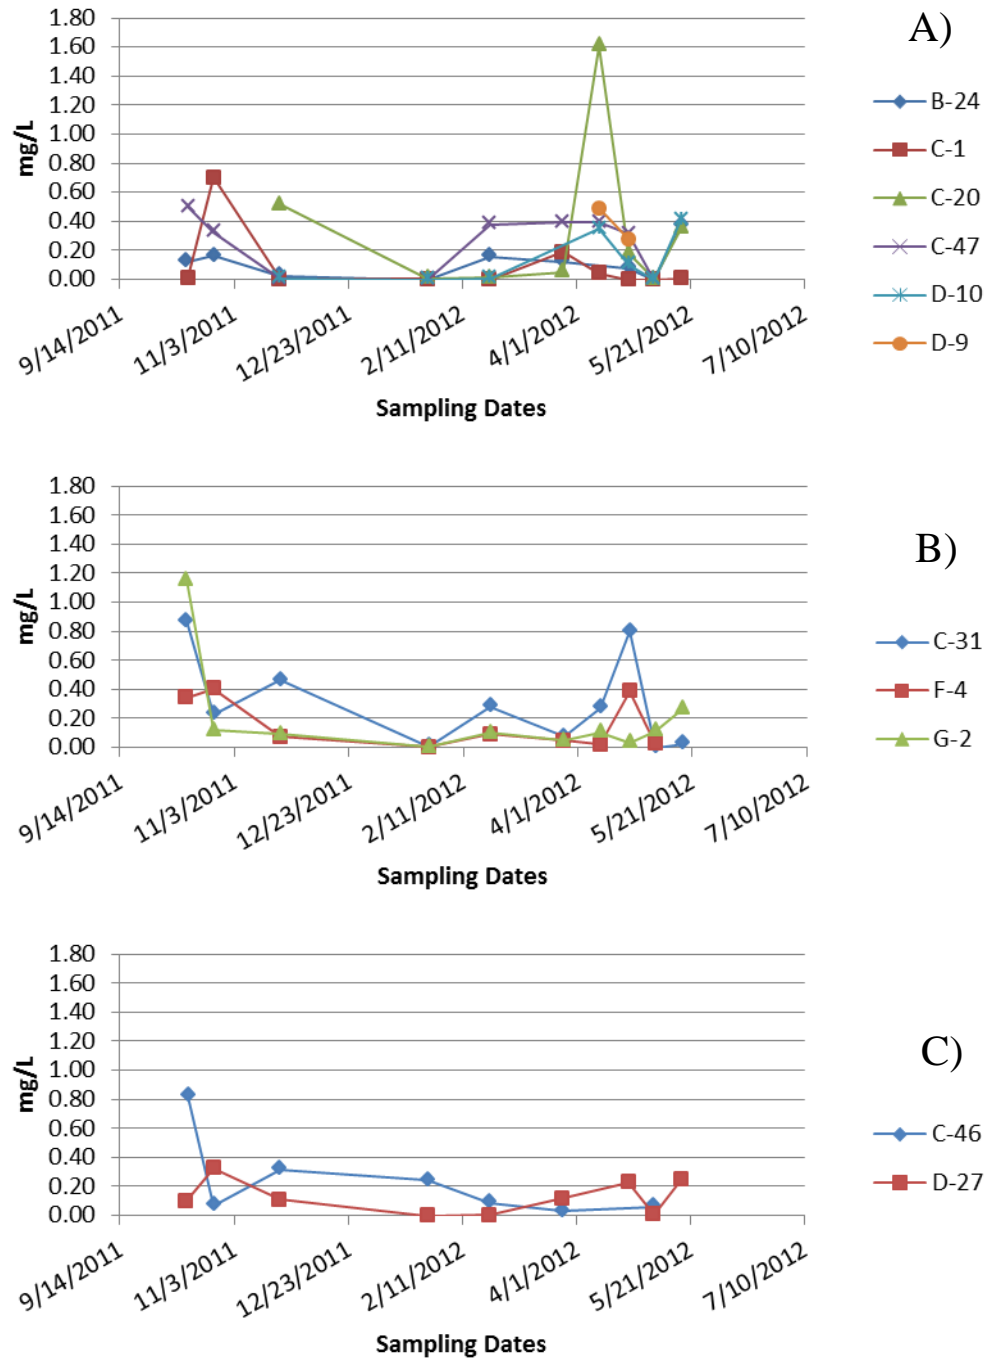 A)
1.80
1.60
1.40
1.20
1.00
0.80
0.60
0.40
0.20
0.00
mg/L
9/14/2011
11/3/2011
12/23/2011
2/11/2012
4/1/2012
5/21/2012
7/10/2012
Sampling Dates
B-24
C-1
C-20
C-47
D-10
D-9
B)
1.80
1.60
1.40
1.20
1.00
0.80
0.60
0.40
0.20
0.00
mg/L
9/14/2011
11/3/2011
12/23/2011
2/11/2012
4/1/2012
5/21/2012
7/10/2012
Sampling Dates
C-31
F-4
G-2
C)
1.80
1.60
1.40
1.20
1.00
0.80
0.60
0.40
0.20
0.00
mg/L
9/14/2011
11/3/2011
12/23/2011
2/11/2012
4/1/2012
5/21/2012
7/10/2012
Sampling Dates
C-46
D-27